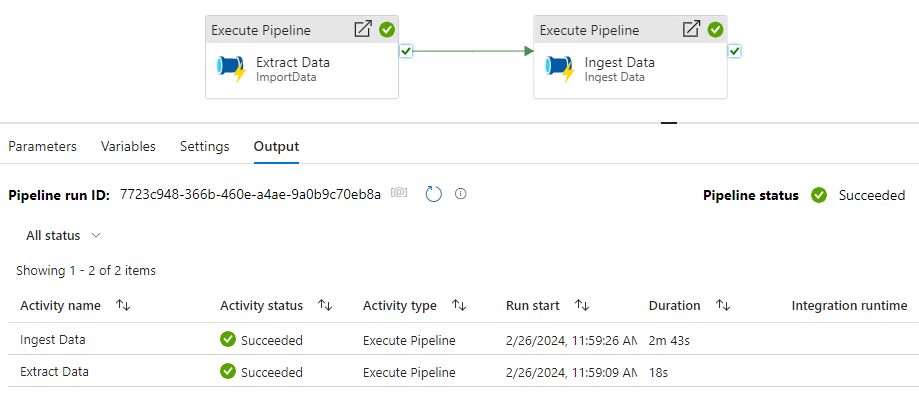 Execute Pipeline
Extract Data
ImportData
Execute Pipeline
Ingest Data
Ingest Data
Parameters Variables Settings Output
Pipeline run ID: 7723c948-366b-460e-a4ae-9a0b9c70eb8a [@] Pipeline status Succeeded
All status
Showing 1 - 2 of 2 items
Activity name Activity status Activity type Run start Duration Integration runtime
Ingest Data Succeeded Execute Pipeline 2/26/2024, 11:59:26 AM 2m 43s
Extract Data Succeeded Execute Pipeline 2/26/2024, 11:59:09 AM 18s